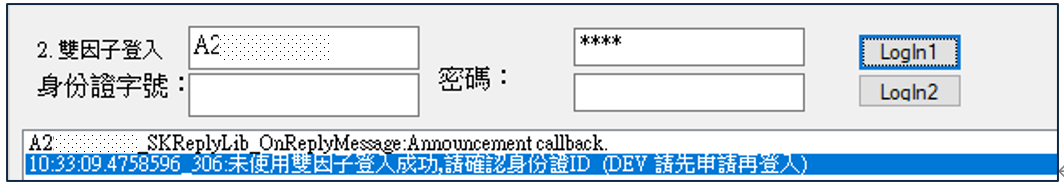 2. 雙因子登入
A2
****
LogIn1
身份證字號：
密碼：
LogIn2
A2 _SKReplyLib_OnReplyMessage:Announcement callback.
10:33:09.4758596_306:未使用雙因子登入成功,請確認身份證ID (DEV 請先申請再登入)